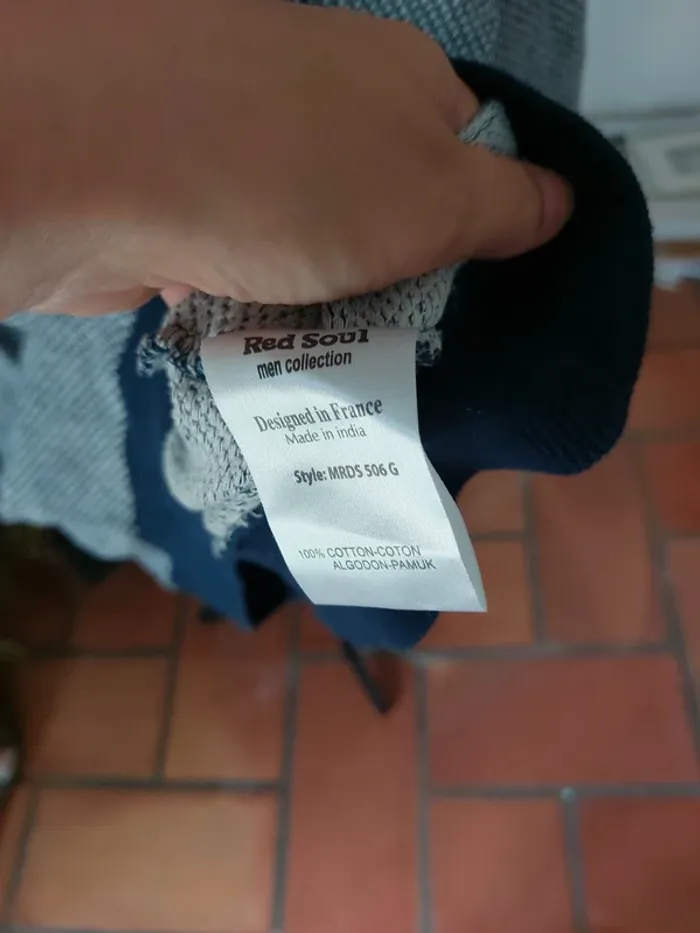 Red Soul
men collection
Designed in France
Made in india
Style: MRDS 506 G
100% COTTON-COTON
ALGODON-PAMUK